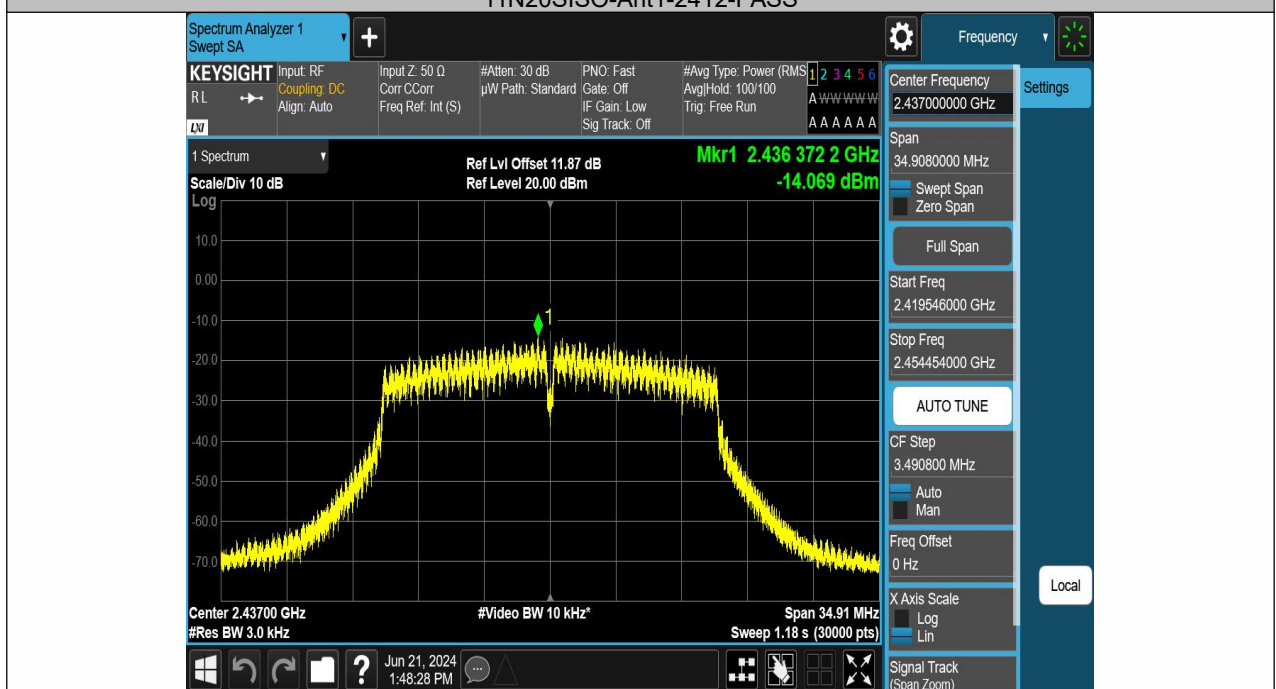 11N20SISO-Ant1-2412-PASS
Spectrum Analyzer 1
Swept SA
+
Frequency
KEYSIGHT
RL
LXI
Input: RF
Coupling: DC
Align: Auto
Input Z: 50 Ω
Corr CCorr
Freq Ref: Int (S)
#Atten: 30 dB
µW Path: Standard
PNO: Fast
Gate: Off
IF Gain: Low
Sig Track: Off
#Avg Type: Power (RMS
Avg|Hold: 100/100
Trig: Free Run
1 2 3 4 5 6
A W W W W W
A A A A A A
1 Spectrum
Scale/Div 10 dB
Log
Ref Lvl Offset 11.87 dB
Ref Level 20.00 dBm
Mkr1 2.436 372 2 GHz
-14.069 dBm
10.0
0.00
-10.0
-20.0
-30.0
-40.0
-50.0
-60.0
-70.0
1
Center 2.43700 GHz
#Res BW 3.0 kHz
#Video BW 10 kHz*
Span 34.91 MHz
Sweep 1.18 s (30000 pts)
?
Jun 21, 2024
1:48:28 PM
Center Frequency
2.437000000 GHz
Span
34.9080000 MHz
Swept Span
Zero Span
Full Span
Start Freq
2.419546000 GHz
Stop Freq
2.454454000 GHz
AUTO TUNE
CF Step
3.490800 MHz
Auto
Man
Freq Offset
0 Hz
X Axis Scale
Log
Lin
Signal Track
(Span Zoom)
Settings
Local